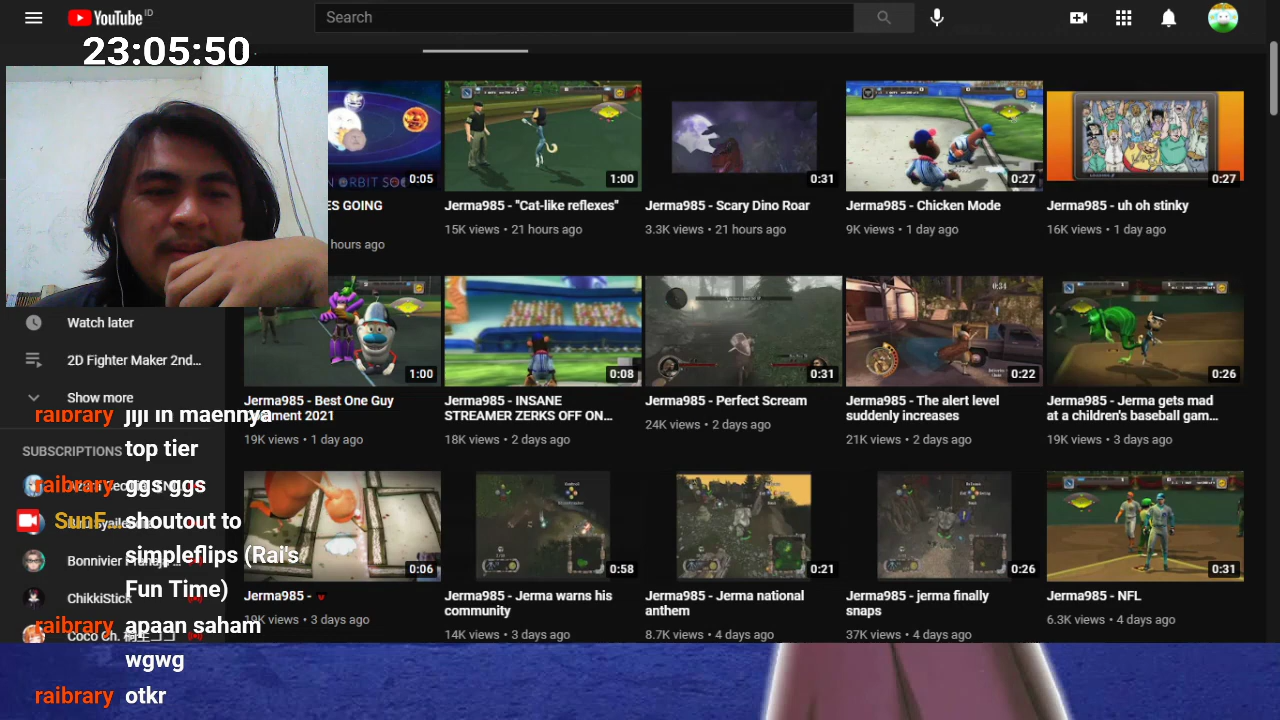 YouTube ID
Search
23:05:50
0:05
1:00
0:31
0:27
0:27
ES GOING
hours ago
Jerma985 - "Cat-like reflexes"
15K views • 21 hours ago
Jerma985 - Scary Dino Roar
3.3K views • 21 hours ago
Jerma985 - Chicken Mode
9K views • 1 day ago
Jerma985 - uh oh stinky
16K views • 1 day ago
Watch later
2D Fighter Maker 2nd...
Show more
SUBSCRIPTIONS
Bonnivier
ChikkiStick
Coco Ch. 桐生ココ
1:00
0:08
0:31
0:34
0:22
0:26
Jerma985 - Best One Guy
19K views • 1 day ago
Jerma985 - INSANE
STREAMER ZERKS OFF ON...
18K views • 2 days ago
Jerma985 - Perfect Scream
24K views • 2 days ago
Jerma985 - The alert level
suddenly increases
21K views • 2 days ago
Jerma985 - Jerma gets mad
at a children's baseball gam...
19K views • 3 days ago
0:06
0:58
0:21
0:26
0:31
Jerma985 -
19K views • 3 days ago
Jerma985 - Jerma warns his
community
14K views • 3 days ago
Jerma985 - Jerma national
anthem
8.7K views • 4 days ago
Jerma985 - jerma finally
snaps
37K views • 4 days ago
Jerma985 - NFL
6.3K views • 4 days ago
raibrary jiji in maennya
top tier
raibrary ggs ggs
SunF... shoutout to
simpleflips (Rai's
Fun Time)
raibrary apaan saham
wgwg
raibrary otkr